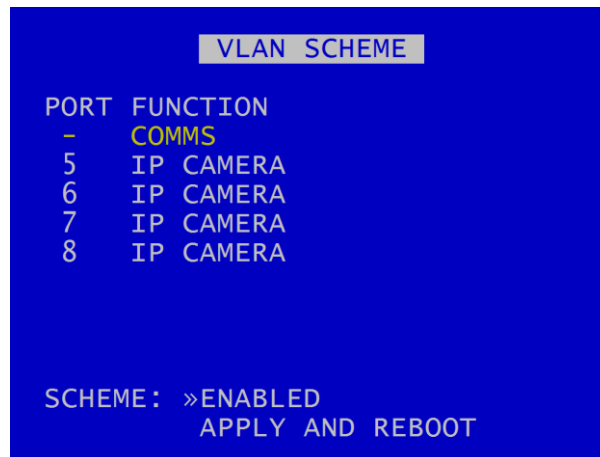 VLAN SCHEME
PORT FUNCTION
- COMMS
5 IP CAMERA
6 IP CAMERA
7 IP CAMERA
8 IP CAMERA
SCHEME: »ENABLED
APPLY AND REBOOT